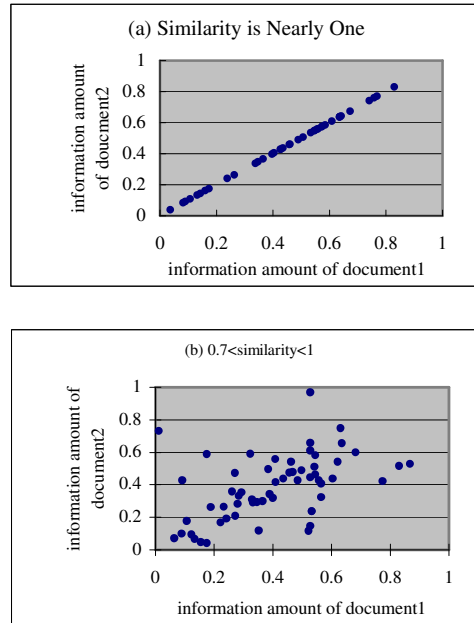 (a) Similarity is Nearly One
information amount
of doucment2
1
0.8
0.6
0.4
0.2
0
0 0.2 0.4 0.6 0.8 1
information amount of document1
(b) 0.7<similarity<1
information amount of
document2
1
0.8
0.6
0.4
0.2
0
0 0.2 0.4 0.6 0.8 1
information amount of document1